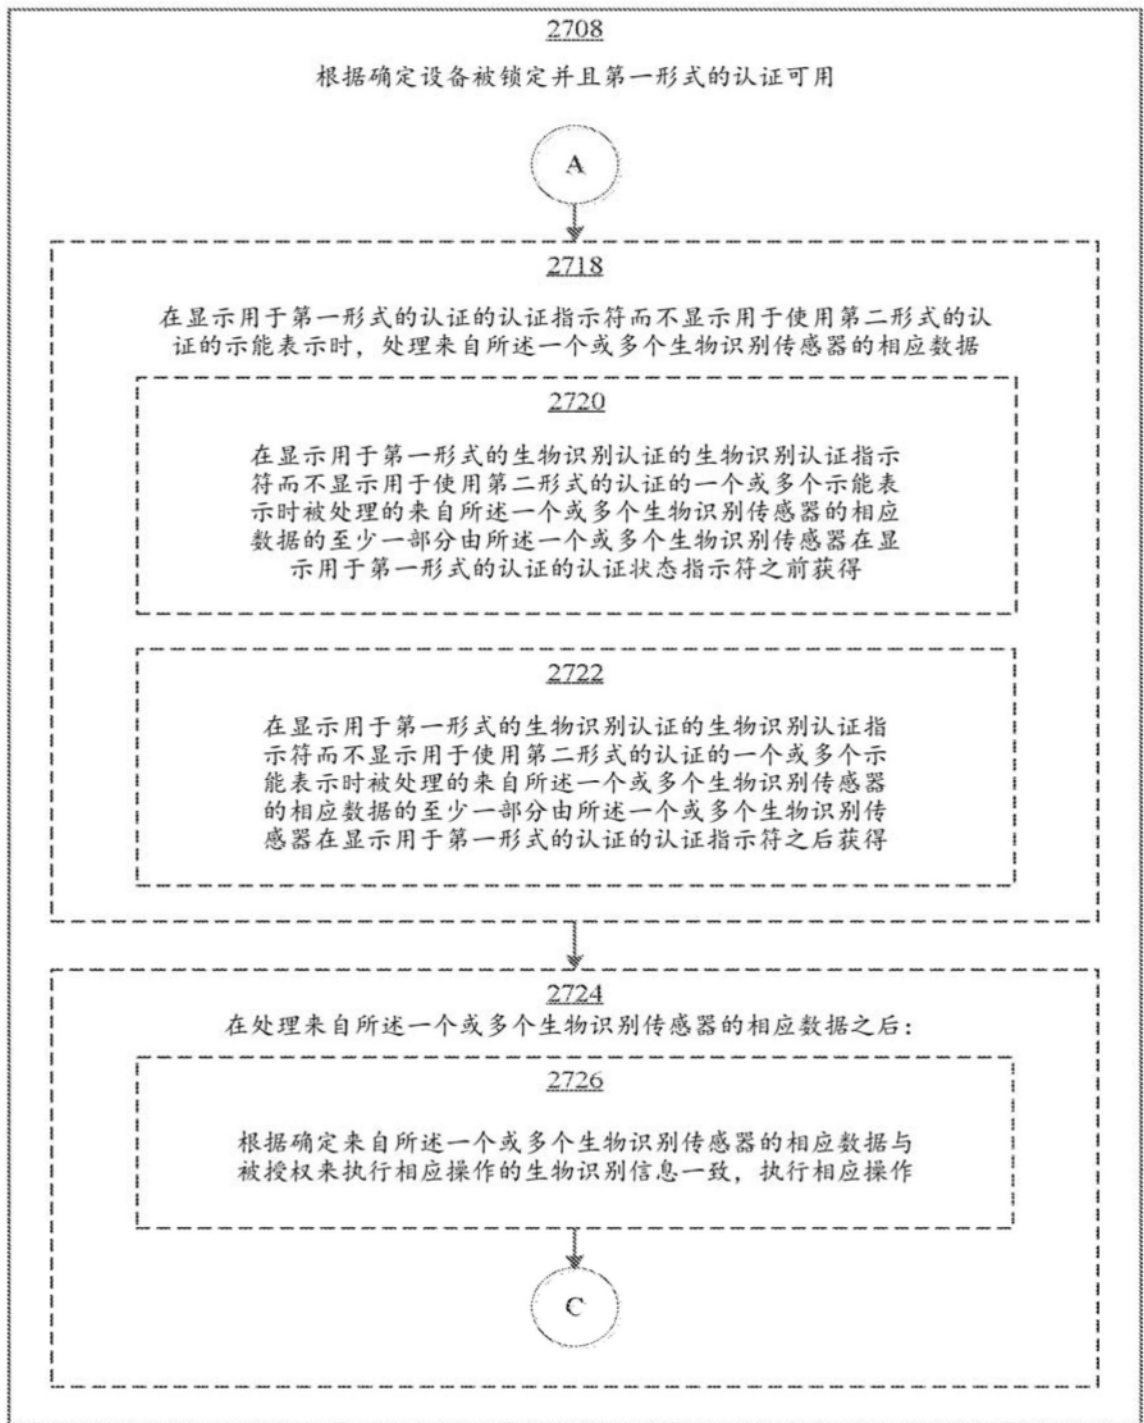 2708
根据确定设备被锁定并且第一形式的认证可用
A
2718
在显示用于第一形式的认证的认证指示符而不显示用于使用第二形式的认
证的示能表示时，处理来自所述一个或多个生物识别传感器的相应数据
2720
在显示用于第一形式的生物识别认证的生物识别认证指示
符而不显示用于使用第二形式的认证的一个或多个示能表
示时被处理的来自所述一个或多个生物识别传感器的相应
数据的至少一部分由所述一个或多个生物识别传感器在显
示用于第一形式的认证的认证状态指示符之前获得
2722
在显示用于第一形式的生物识别认证的生物识别认证指
示符而不显示用于使用第二形式的认证的一个或多个示
能表示时被处理的来自所述一个或多个生物识别传感器
的相应数据的至少一部分由所述一个或多个生物识别传
感器在显示用于第一形式的认证的认证指示符之后获得
2724
在处理来自所述一个或多个生物识别传感器的相应数据之后：
2726
根据确定来自所述一个或多个生物识别传感器的相应数据与
被授权来执行相应操作的生物识别信息一致，执行相应操作
C